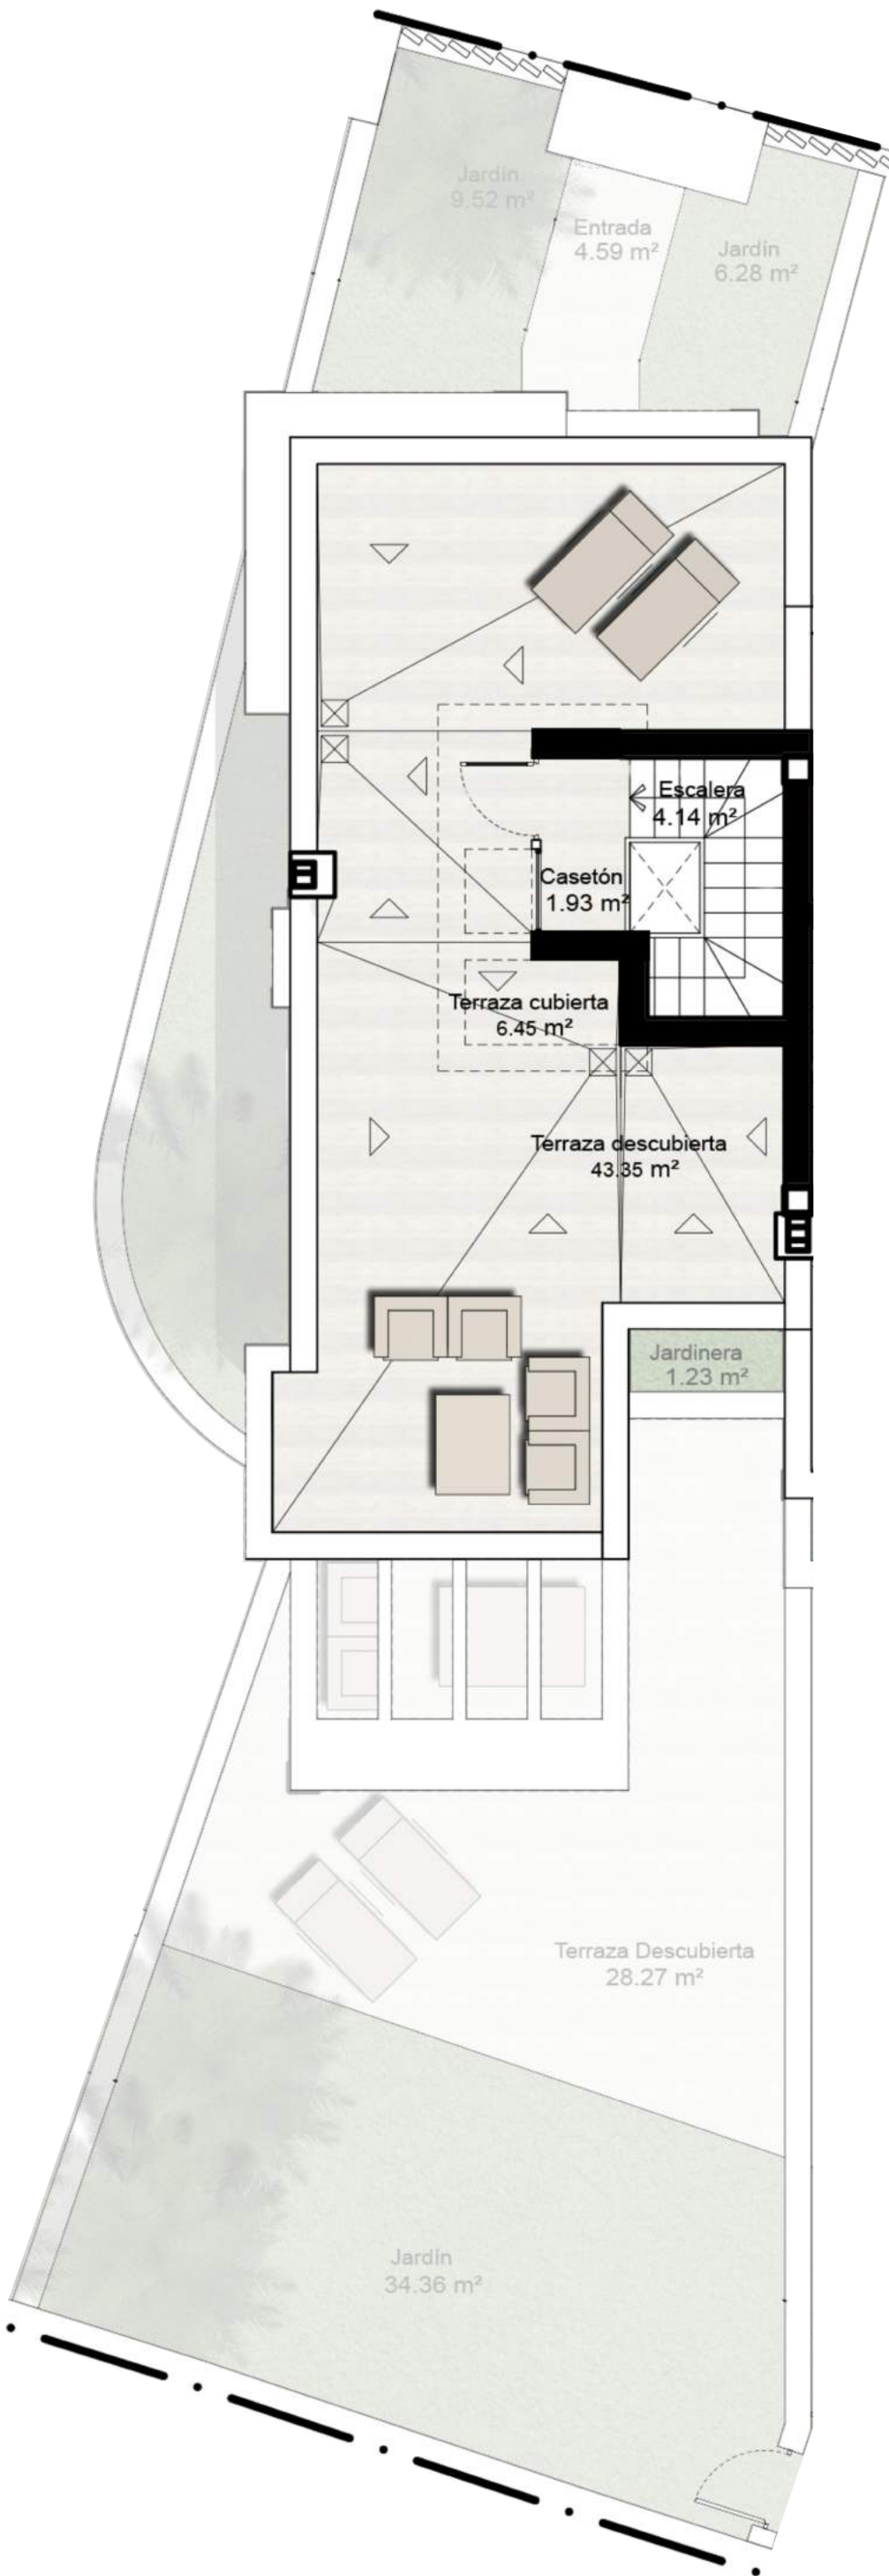 Jardín
9.52 m²
Entrada
4.59 m²
Jardín
6.28 m²
Escalera
4.14 m²
Casetón
1.93 m²
Terraza cubierta
6.45 m²
Terraza descubierta
43.35 m²
Jardinera
1.23 m²
Terraza Descubierta
28.27 m²
Jardín
34.36 m²